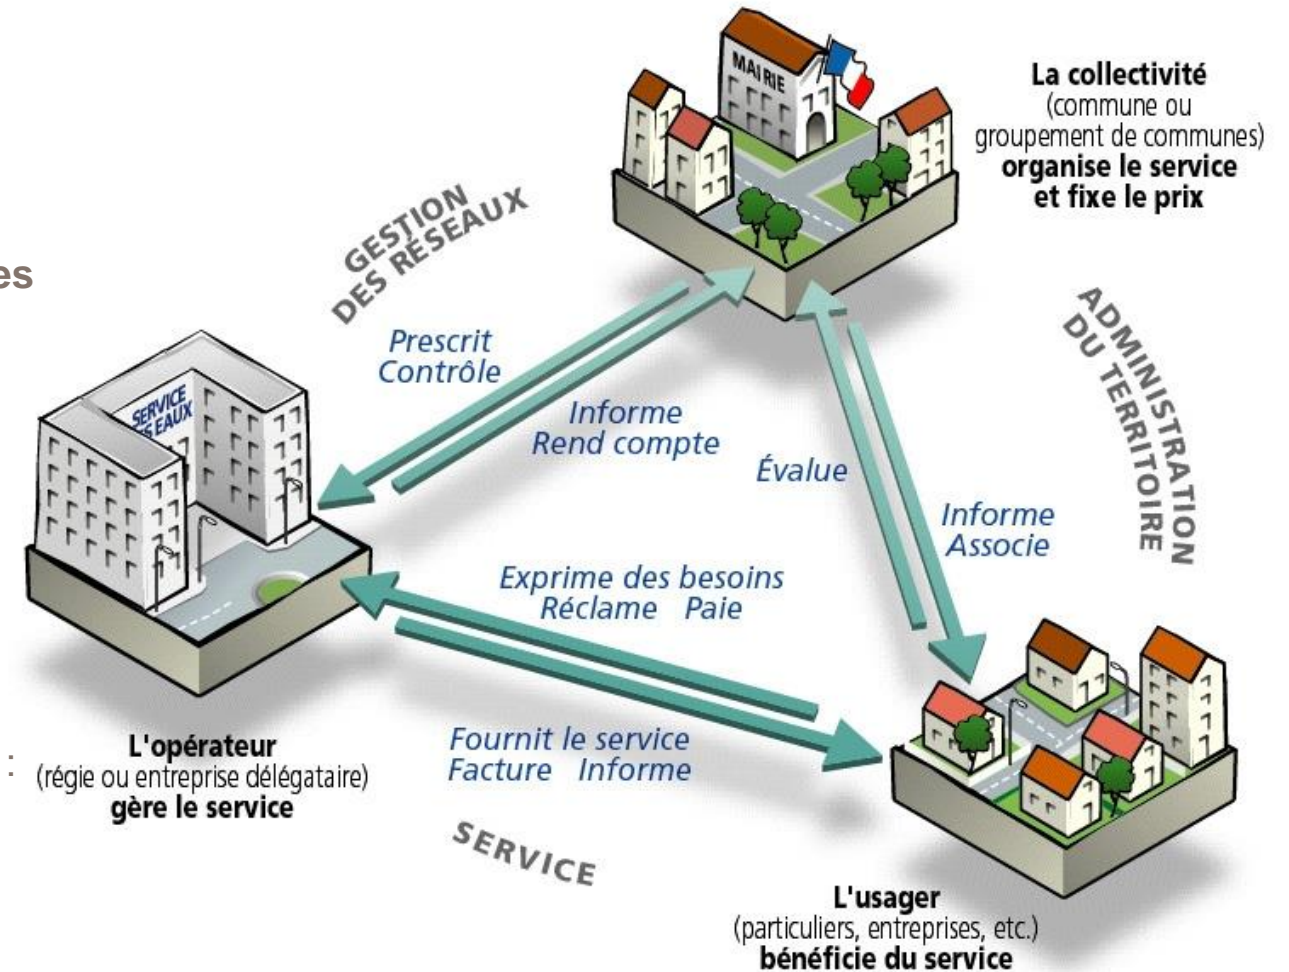 MAIRIE
La collectivité
(commune ou
groupement de communes)
organise le service
et fixe le prix
GESTION
DES RÉSEAUX
es
ADMINISTRATION
DU TERRITOIRE
Prescrit
Contrôle
Informe
Rend compte
Évalue
SERVICE
S EAUX
Informe
Associe
Exprime des besoins
Réclame Paie
Fournit le service
Facture Informe
L'opérateur
:
(régie ou entreprise délégataire)
gère le service
SERVICE
L'usager
(particuliers, entreprises, etc.)
bénéficie du service